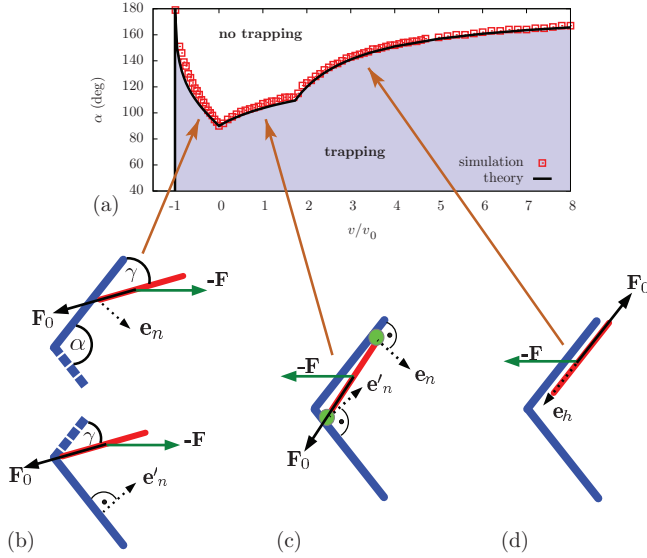 180
160
140
120
100
80
60
40
α (deg)
no trapping
trapping
simulation
theory
(a)
-1 0 1 2 3 4 5 6 7 8
v/v₀
γ
-F
F₀
eₙ
α
γ
-F
F₀
e'ₙ
(b)
-F
e'ₙ
eₙ
F₀
(c)
F₀
-F
eₕ
(d)